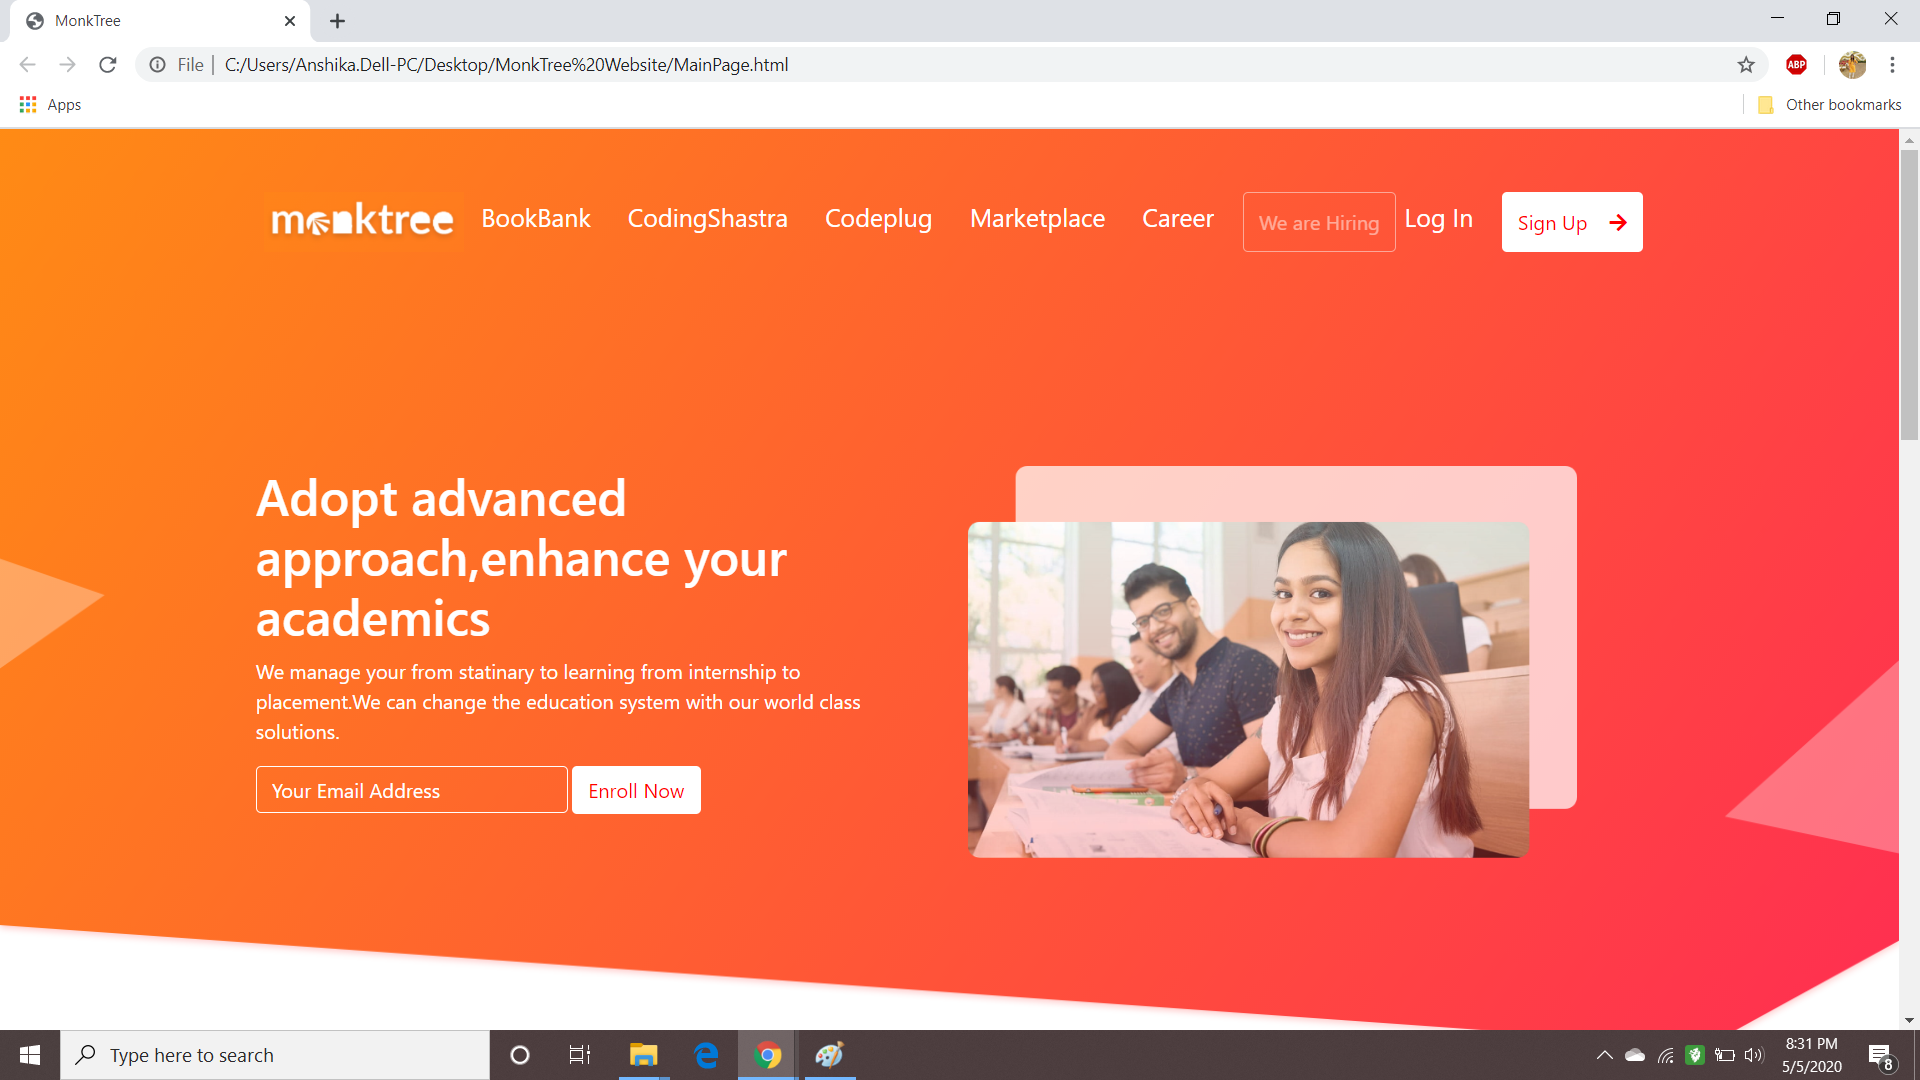 MonkTree
File | C:/Users/Anshika.Dell-PC/Desktop/MonkTree%20Website/MainPage.html
ABP
Apps
Other bookmarks
monktree BookBank CodingShastra Codeplug Marketplace Career We are Hiring Log In Sign Up
Adopt advanced
approach,enhance your
academics
We manage your from statinary to learning from internship to
placement.We can change the education system with our world class
solutions.
Your Email Address Enroll Now
Type here to search
8:31 PM
5/5/2020
8